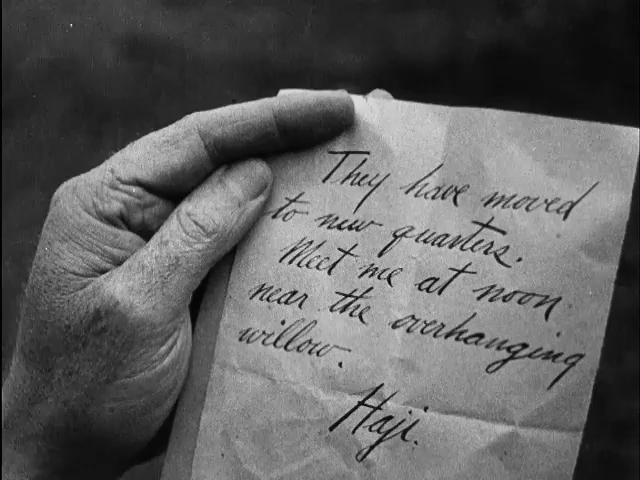 They have moved
to new quarters.
Meet me at noon
near the overhanging
willow.
Haji.